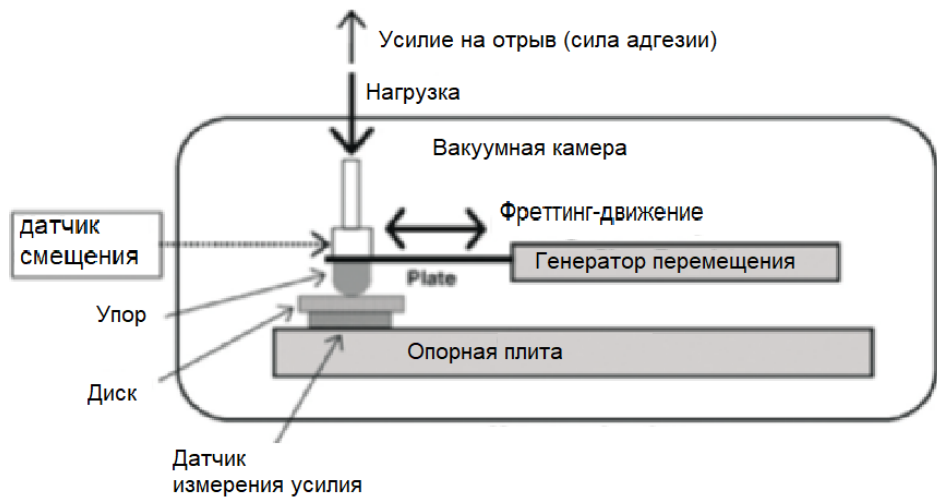 Усилие на отрыв (сила адгезии)
Нагрузка
Вакуумная камера
Фреттинг-движение
датчик
смещения
Генератор перемещения
Plate
Упор
Опорная плита
Диск
Датчик
измерения усилия